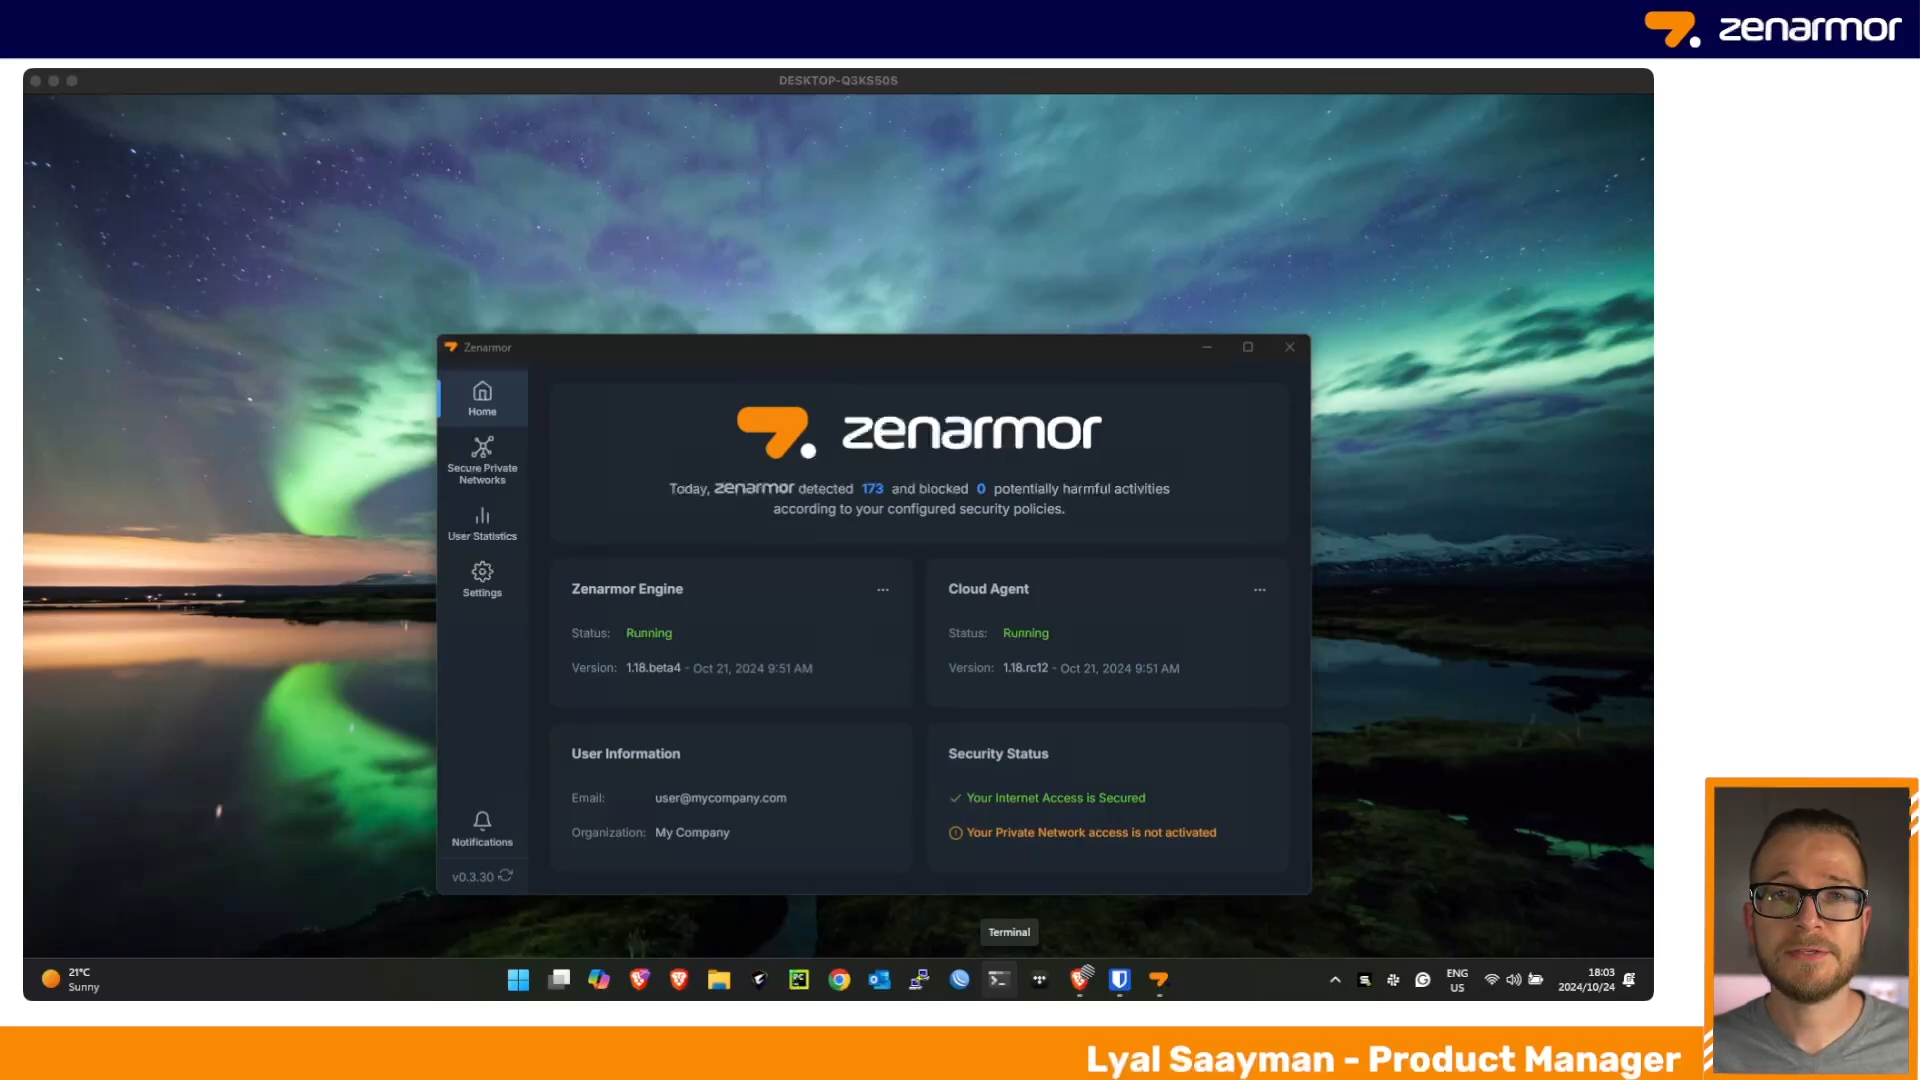 zenarmor
DESKTOP-Q3KS50S
Zenarmor
Home
Secure Private
Networks
User Statistics
Settings
Notifications
v0.3.30
zenarmor
Today, zenarmor detected 173 and blocked 0 potentially harmful activities
according to your configured security policies.
Zenarmor Engine
Status: Running
Version: 1.18.beta4 - Oct 21, 2024 9:51 AM
Cloud Agent
Status: Running
Version: 1.18.rc12 - Oct 21, 2024 9:51 AM
User Information
Email: user@mycompany.com
Organization: My Company
Security Status
Your Internet Access is Secured
Your Private Network access is not activated
Terminal
21°C
Sunny
PC
ENG
US
18:03
2024/10/24
Lyal Saayman - Product Manager